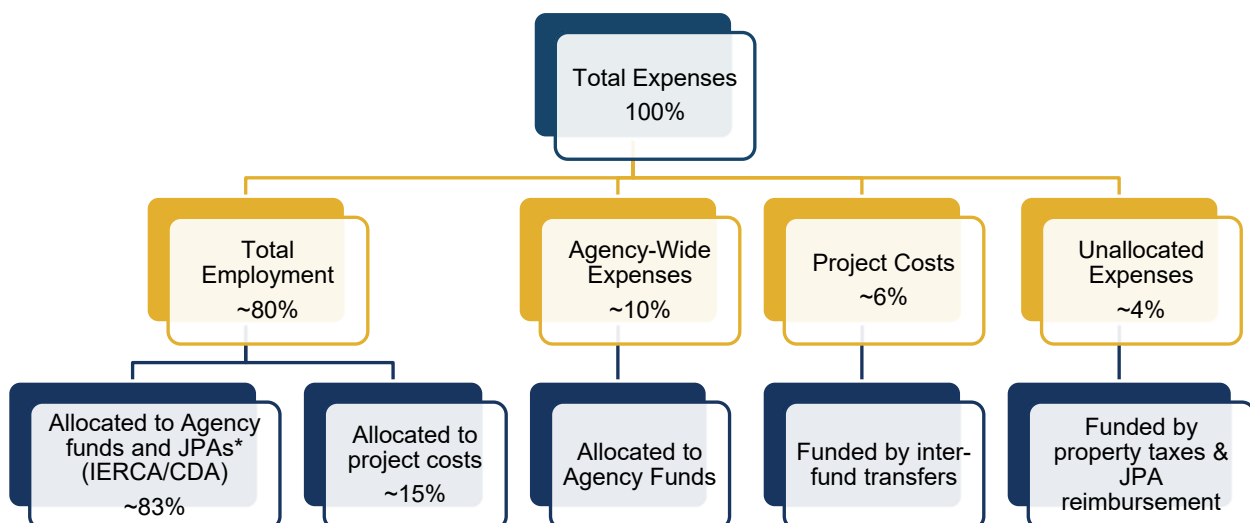 Total Expenses
100%
Total
Employment
~80%
Agency-Wide
Expenses
~10%
Project Costs
~6%
Unallocated
Expenses
~4%
Allocated to Agency
funds and JPAs*
(IERCA/CDA)
~83%
Allocated to
project costs
~15%
Allocated to
Agency Funds
Funded by inter-
fund transfers
Funded by
property taxes &
JPA
reimbursement